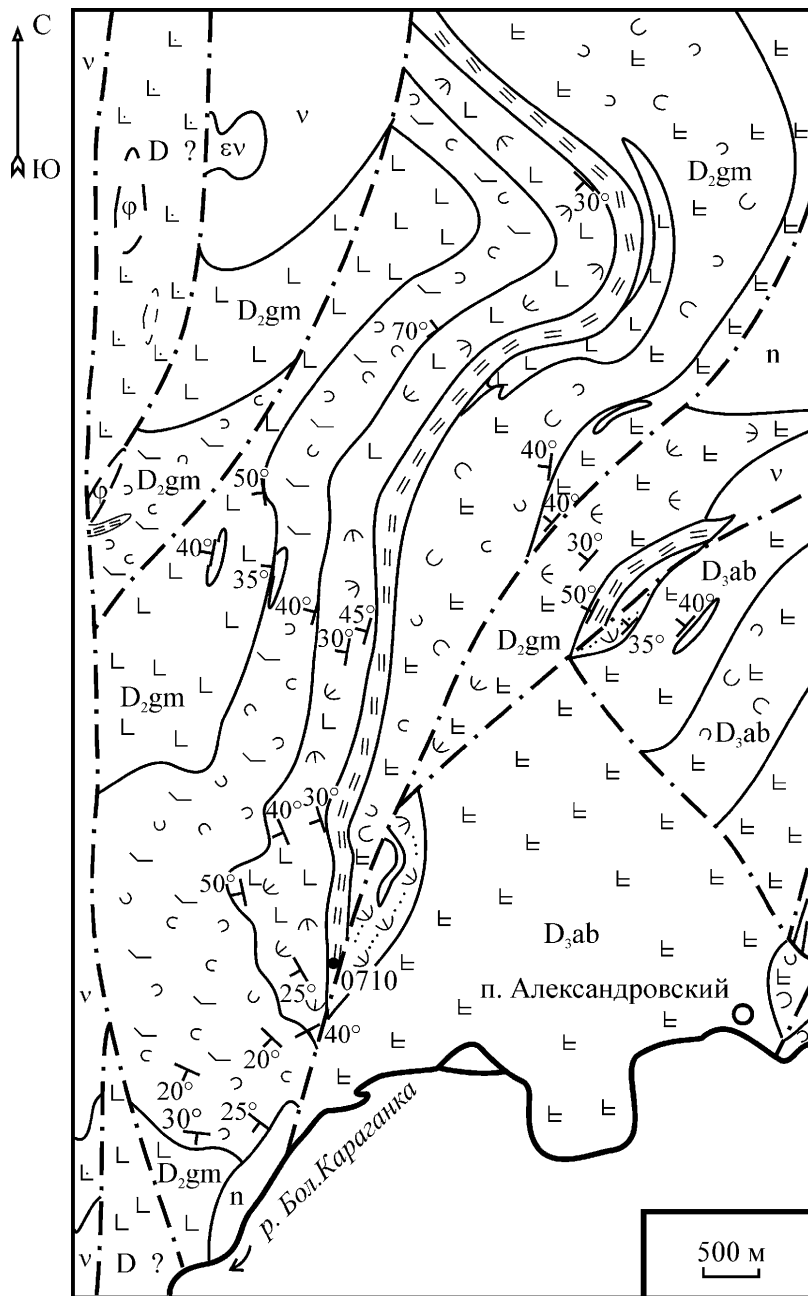 С
Ю
ν
ν
D ?
εν
φ
D₂gm
30°
D₂gm
70°
n
40°
D₂gm
50°
φ
40°
ν
40°
35°
30°
D₃ab
40°
45°
50°
40°
30°
35°
D₂gm
D₂gm
D₃ab
40°
30°
50°
D₃ab
0710
25°
п. Александровский
ν
40°
20°
20°
30°
25°
D₂gm
n
р. Бол.Караганка
ν
D ?
500 м